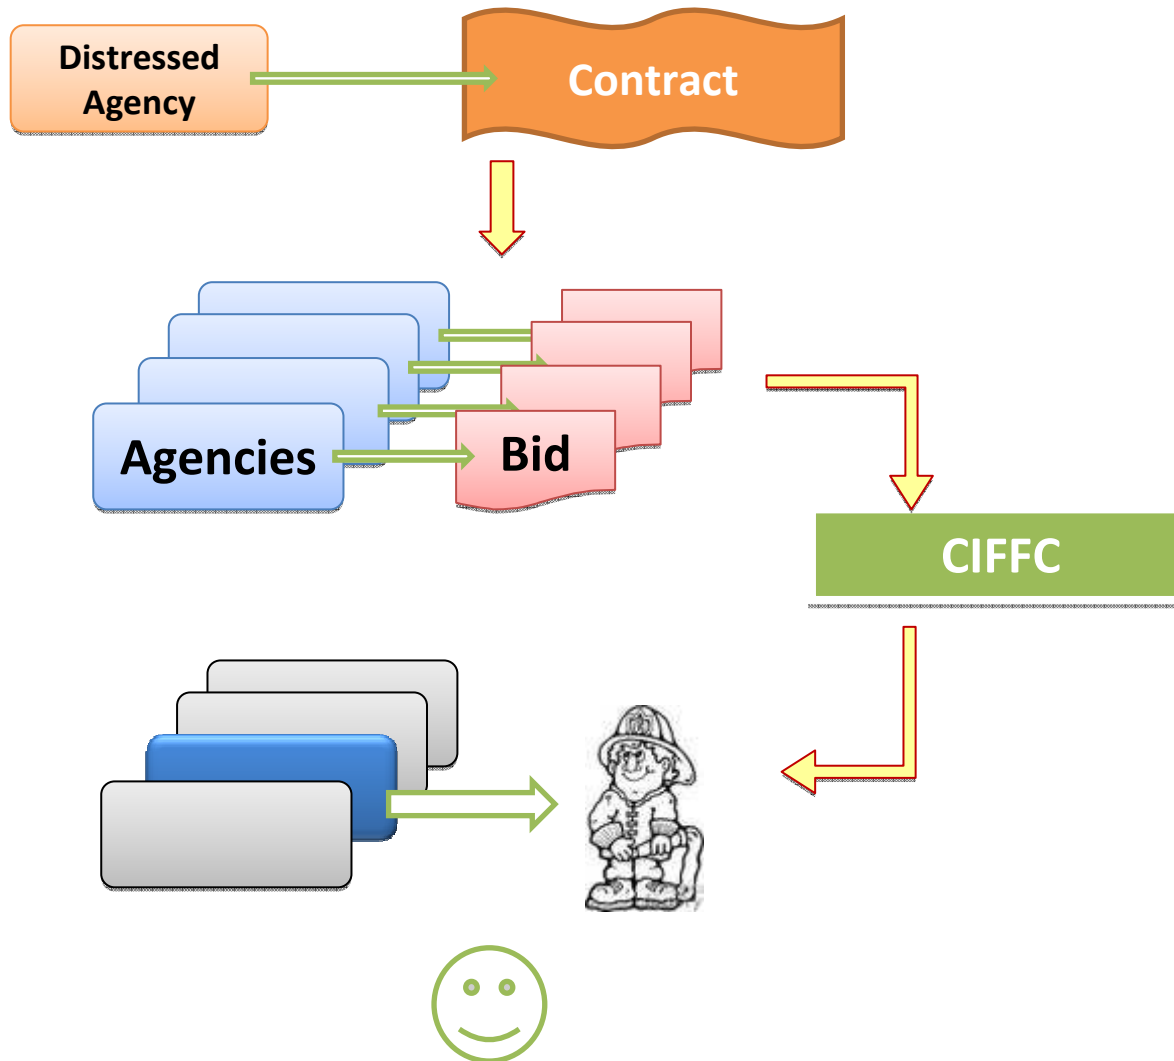 Distressed
Agency
Contract
Agencies
Bid
CIFFC